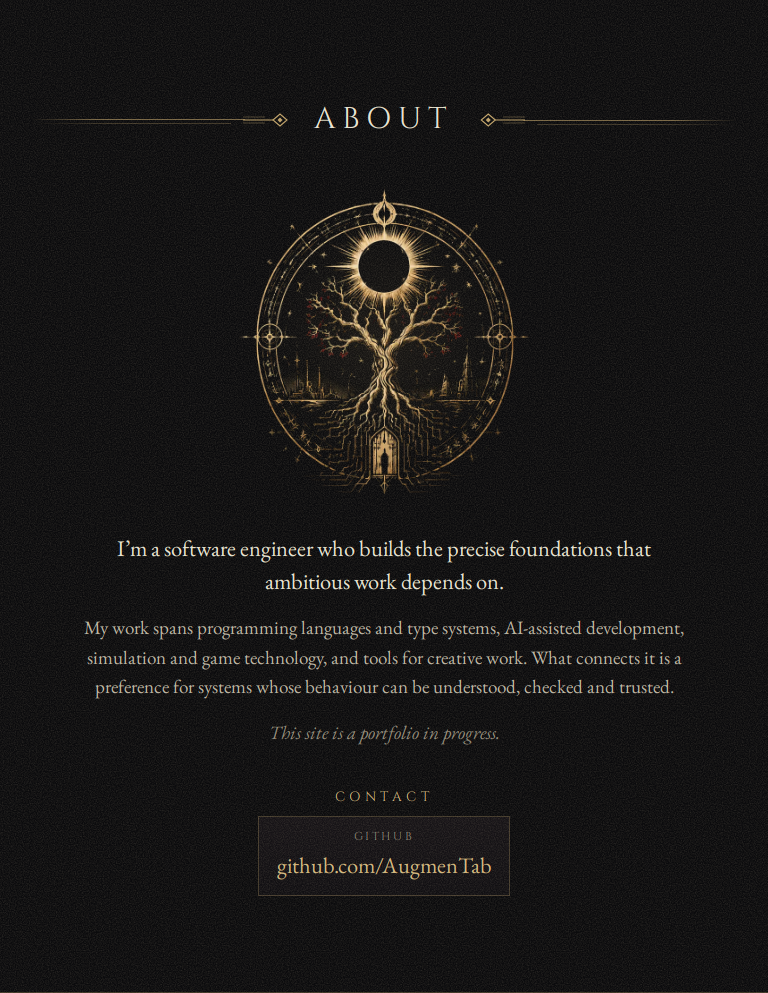 ABOUT
I’m a software engineer who builds the precise foundations that
ambitious work depends on.
My work spans programming languages and type systems, AI-assisted development,
simulation and game technology, and tools for creative work. What connects it is a
preference for systems whose behaviour can be understood, checked and trusted.
This site is a portfolio in progress.
CONTACT
GITHUB
github.com/AugmenTab